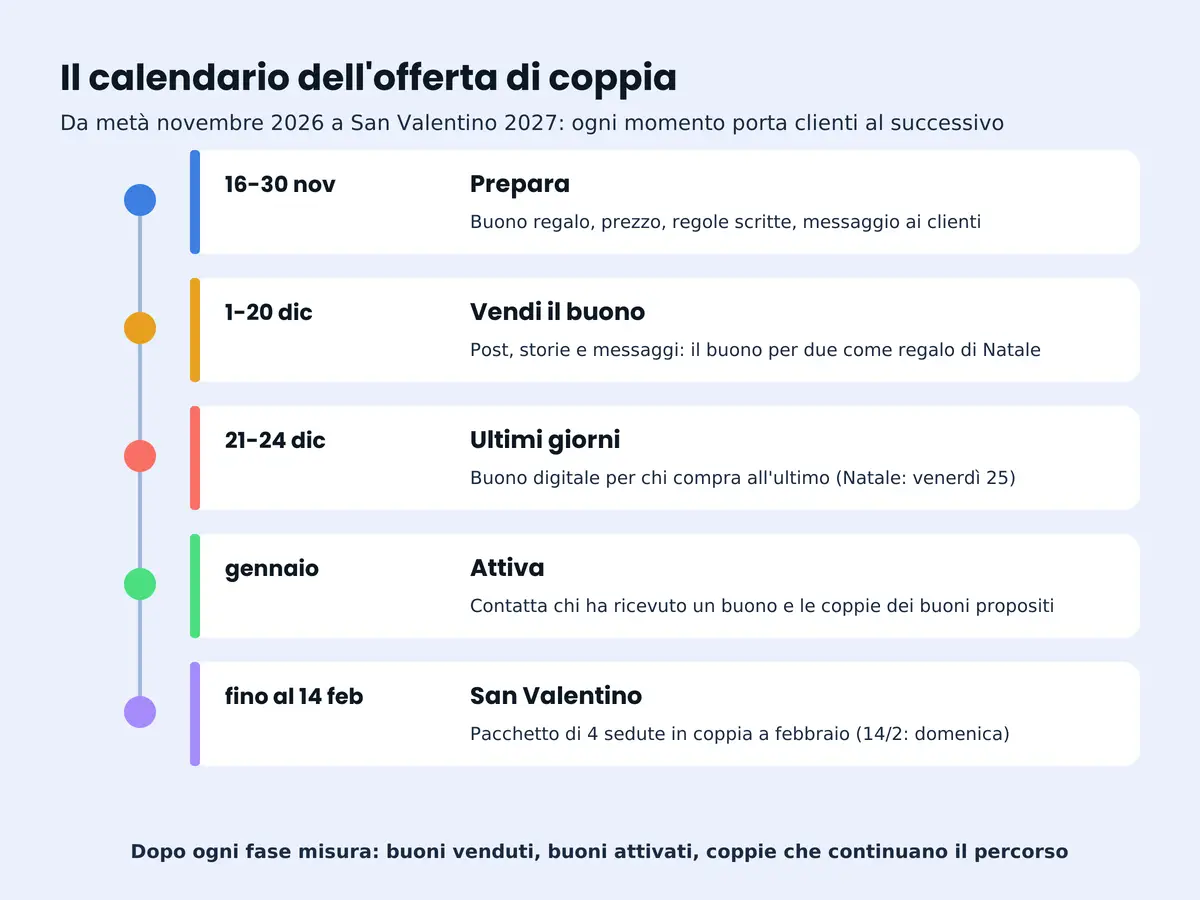 Il calendario dell'offerta di coppia
Da metà novembre 2026 a San Valentino 2027: ogni momento porta clienti al successivo
16–30 nov
Prepara
Buono regalo, prezzo, regole scritte, messaggio ai clienti
1–20 dic
Vendi il buono
Post, storie e messaggi: il buono per due come regalo di Natale
21–24 dic
Ultimi giorni
Buono digitale per chi compra all'ultimo (Natale: venerdì 25)
gennaio
Attiva
Contatta chi ha ricevuto un buono e le coppie dei buoni propositi
fino al 14 feb
San Valentino
Pacchetto di 4 sedute in coppia a febbraio (14/2: domenica)
Dopo ogni fase misura: buoni venduti, buoni attivati, coppie che continuano il percorso